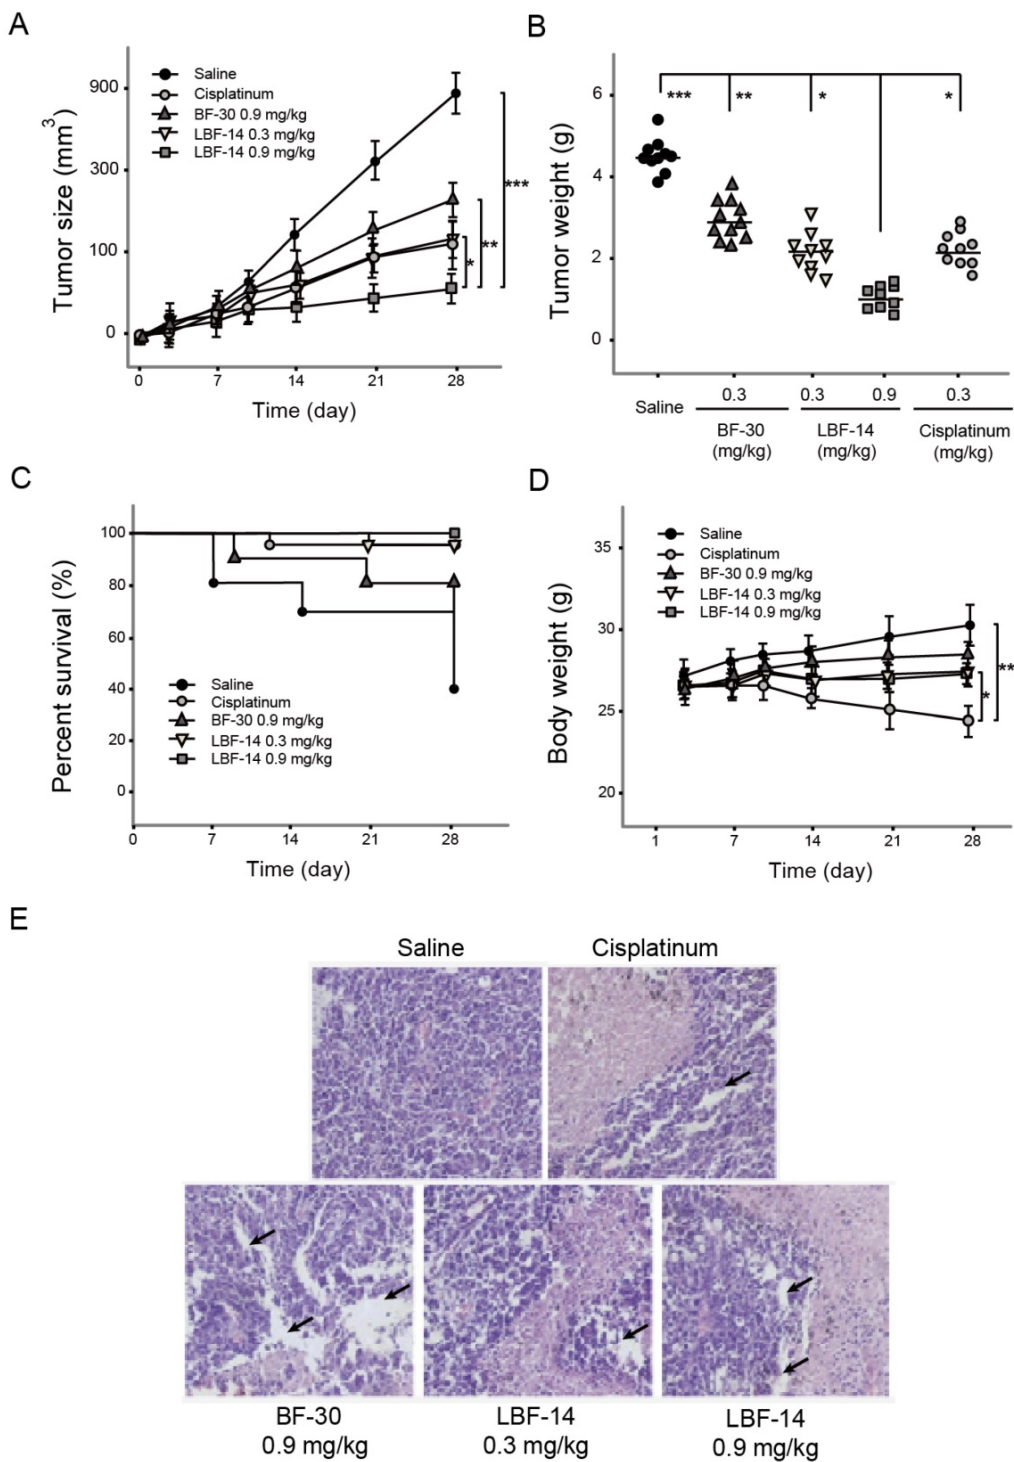 A
Tumor size (mm3)
900
300
100
0
Saline
Cisplatinum
BF-30 0.9 mg/kg
LBF-14 0.3 mg/kg
LBF-14 0.9 mg/kg
***
**
*
0 7 14 21 28
Time (day)
B
Tumor weight (g)
6
4
2
0
*** ** * *
0.3 0.3 0.9 0.3
Saline
BF-30 LBF-14 Cisplatinum
(mg/kg) (mg/kg) (mg/kg)
C
Percent survival (%)
100
80
60
40
20
0
Saline
Cisplatinum
BF-30 0.9 mg/kg
LBF-14 0.3 mg/kg
LBF-14 0.9 mg/kg
0 7 14 21 28
Time (day)
D
Body weight (g)
35
30
25
20
Saline
Cisplatinum
BF-30 0.9 mg/kg
LBF-14 0.3 mg/kg
LBF-14 0.9 mg/kg
**
*
1 7 14 21 28
Time (day)
E
Saline Cisplatinum
BF-30 LBF-14 LBF-14
0.9 mg/kg 0.3 mg/kg 0.9 mg/kg